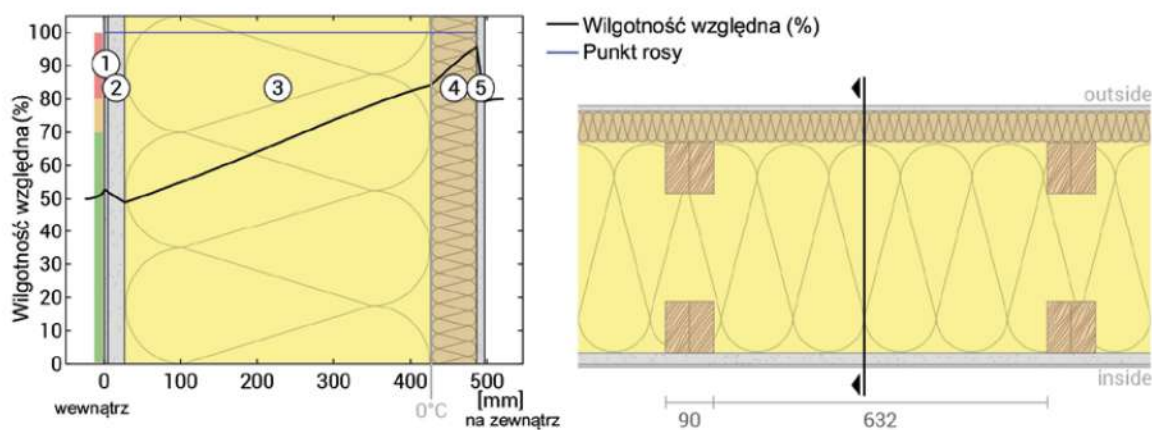 Wilgotność względna (%)
100
90
80
70
60
50
40
30
20
10
0
1
2
3
4
5
0
100
200
300
400
500
[mm]
0°C
wewnątrz
na zewnątrz
Wilgotność względna (%)
Punkt rosy
outside
inside
90
632